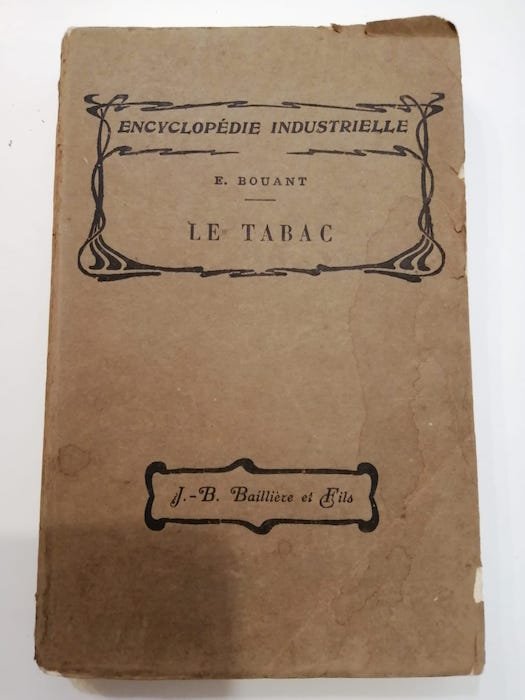 ENCYCLOPÉDIE INDUSTRIELLE
E. BOUANT
LE TABAC
J.-B. Baillière et Fils